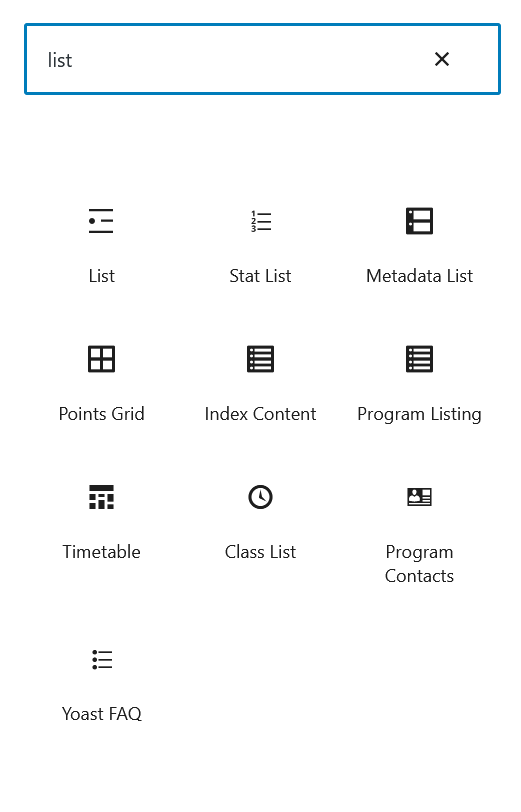 list
List
Stat List
Metadata List
Points Grid
Index Content
Program Listing
Timetable
Class List
Program
Contacts
Yoast FAQ